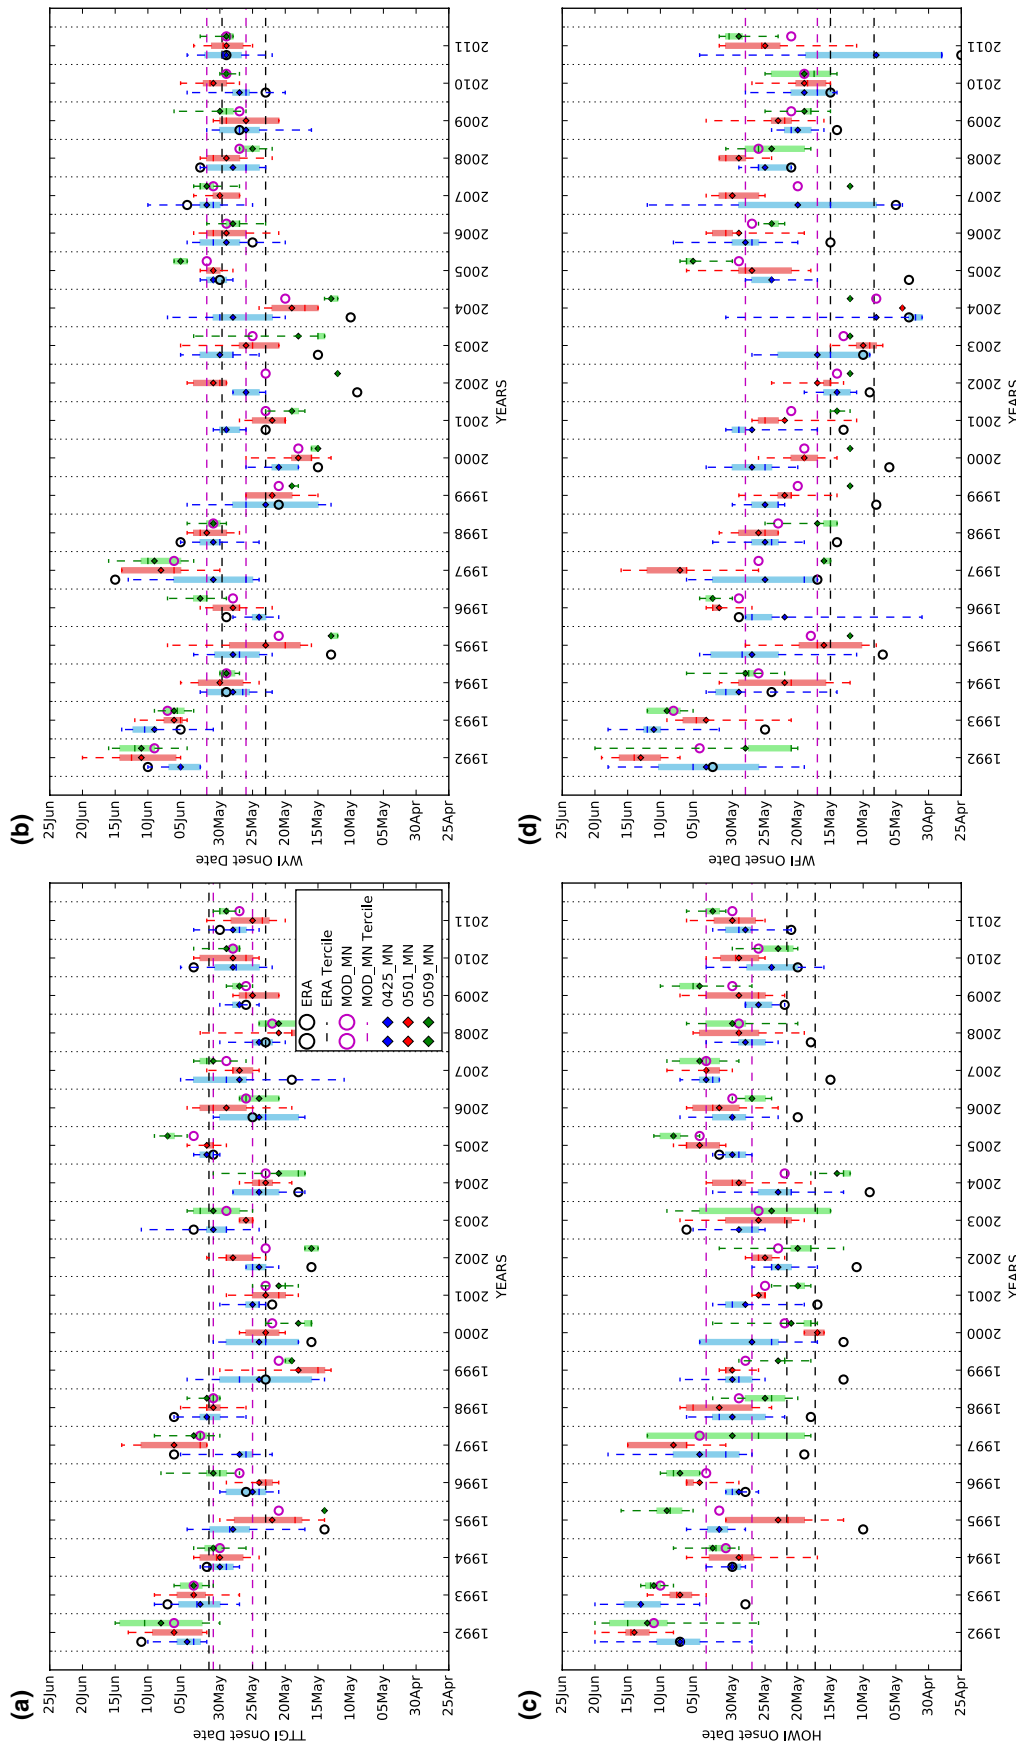 (a)
TTGI Onset Date
25Jun
20Jun
15Jun
10Jun
05Jun
31May
25May
20May
15May
10May
05May
30Apr
25Apr
1992
1993
1994
1995
1996
1997
1998
1999
2000
2001
2002
2003
2004
2005
2006
2007
2008
2009
2010
2011
YEARS
ERA
ERA Tercile
MOD_MN
MOD_MN Tercile
0425_MN
0501_MN
0509_MN
(b)
WYI Onset Date
25Jun
20Jun
15Jun
10Jun
05Jun
31May
25May
20May
15May
10May
05May
30Apr
25Apr
1992
1993
1994
1995
1996
1997
1998
1999
2000
2001
2002
2003
2004
2005
2006
2007
2008
2009
2010
2011
YEARS
(c)
HOWI Onset Date
25Jun
20Jun
15Jun
10Jun
05Jun
30May
25May
20May
15May
10May
05May
30Apr
25Apr
1992
1993
1994
1995
1996
1997
1998
1999
2000
2001
2002
2003
2004
2005
2006
2007
2008
2009
2010
2011
YEARS
(d)
WFI Onset Date
25Jun
20Jun
15Jun
10Jun
05Jun
30May
25May
20May
15May
10May
05May
30Apr
25Apr
1992
1993
1994
1995
1996
1997
1998
1999
2000
2001
2002
2003
2004
2005
2006
2007
2008
2009
2010
2011
YEARS